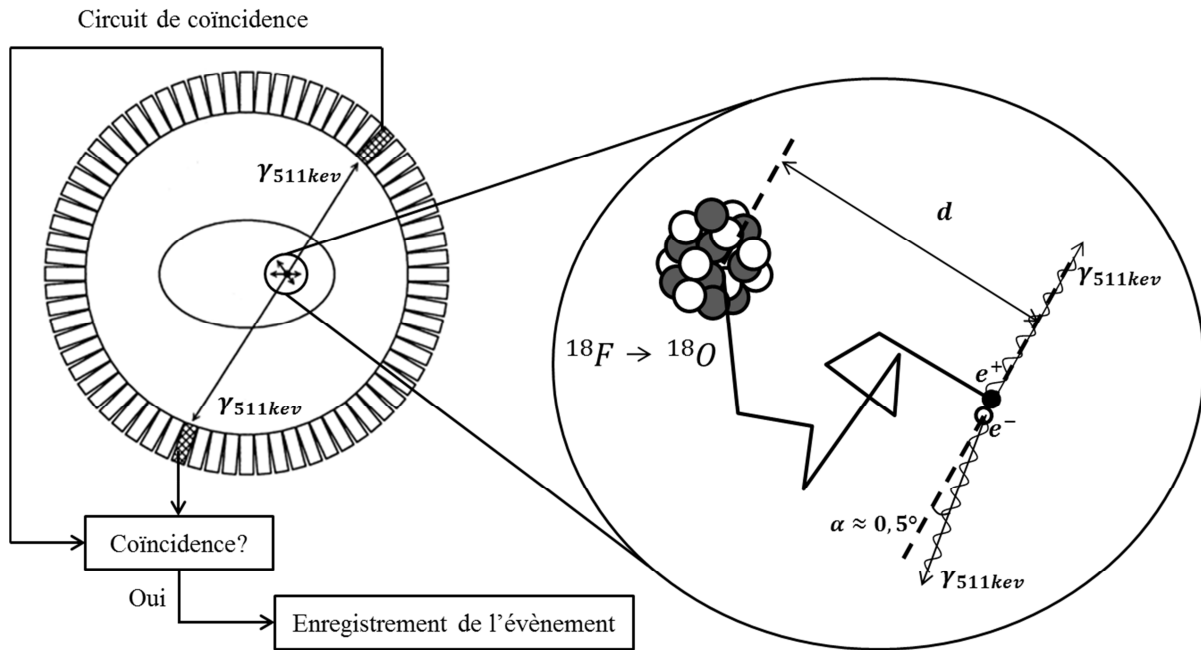 Circuit de coïncidence
γ511kev
γ511kev
Coïncidence?
Oui
Enregistrement de l’évènement
d
γ511kev
¹⁸F → ¹⁸O
e⁺
e⁻
α ≈ 0,5°
γ511kev